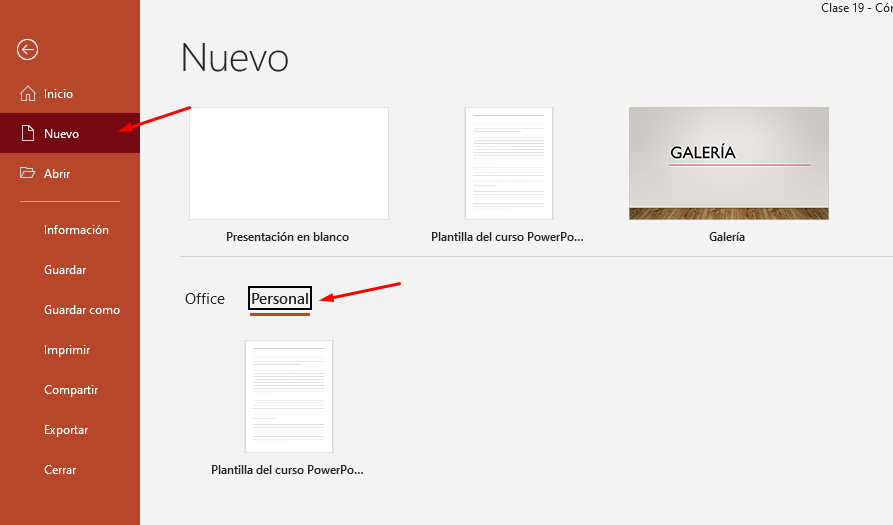 Clase 19 - Cór
Inicio
Nuevo
Abrir
Información
Guardar
Guardar como
Imprimir
Compartir
Exportar
Cerrar
Nuevo
GALERÍA
Presentación en blanco
Plantilla del curso PowerPo...
Galería
Office
Personal
Plantilla del curso PowerPo...